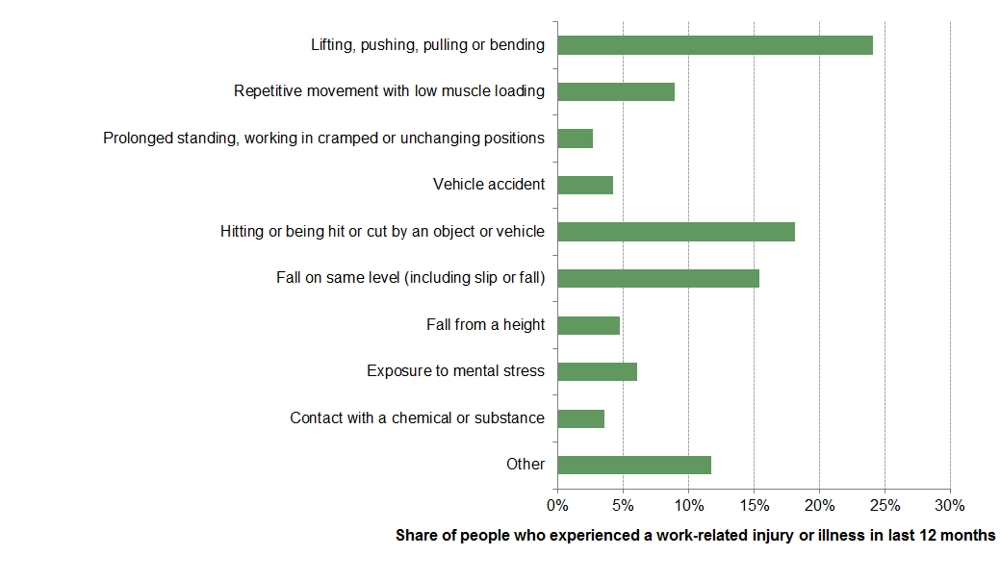 Lifting, pushing, pulling or bending
Repetitive movement with low muscle loading
Prolonged standing, working in cramped or unchanging positions
Vehicle accident
Hitting or being hit or cut by an object or vehicle
Fall on same level (including slip or fall)
Fall from a height
Exposure to mental stress
Contact with a chemical or substance
Other
0% 5% 10% 15% 20% 25% 30%
Share of people who experienced a work-related injury or illness in last 12 months